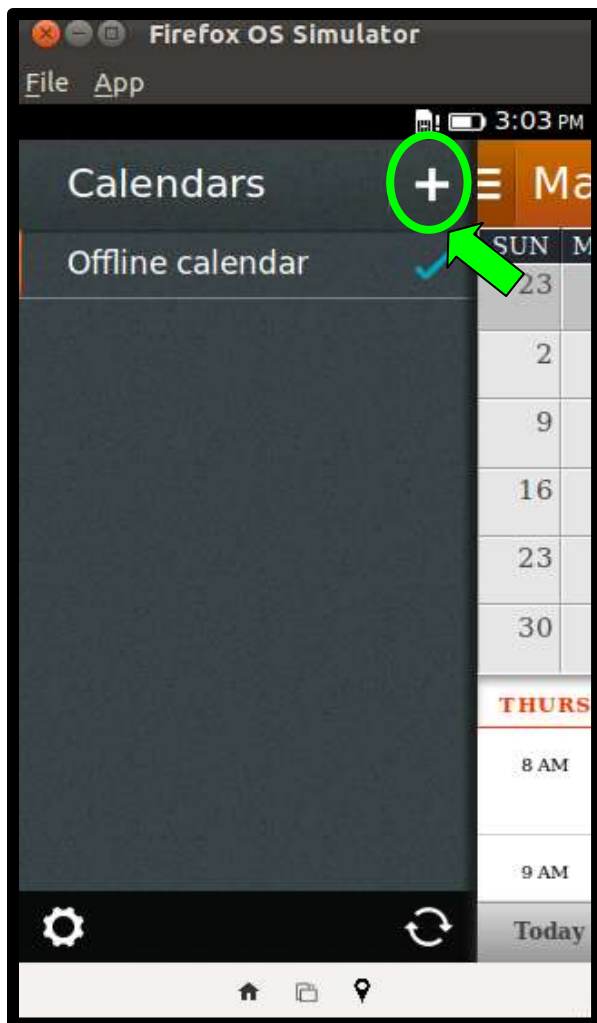 Firefox OS Simulator
File App
3:03 PM
Calendars + Ma
Offline calendar
SUN M
23
2
9
16
23
30
THURS
8 AM
9 AM
Today